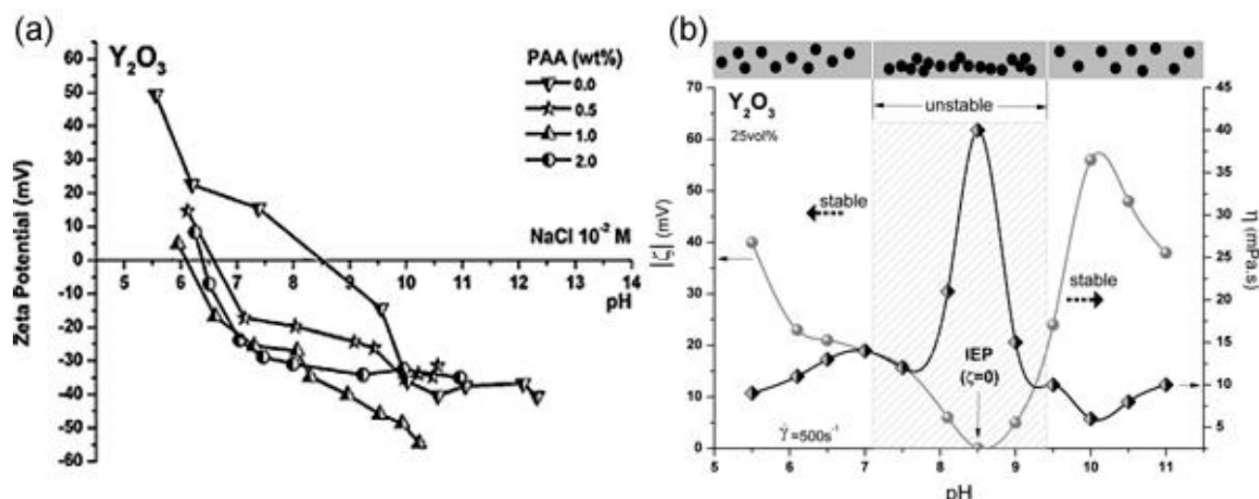 (a)
Y₂O₃
PAA (wt%)
0.0
0.5
1.0
2.0
NaCl 10⁻² M
Zeta Potential (mV)
60
50
40
30
20
10
0
-10
-20
-30
-40
-50
-60
4 5 6 7 8 9 10 11 12 13 14
pH
(b)
Y₂O₃
25vol%
unstable
stable
stable
IEP
(ζ=0)
γ̇=500s⁻¹
|ζ| (mV)
70
60
50
40
30
20
10
0
η (mPa.s)
45
40
35
30
25
20
15
10
5
5 6 7 8 9 10 11
pH